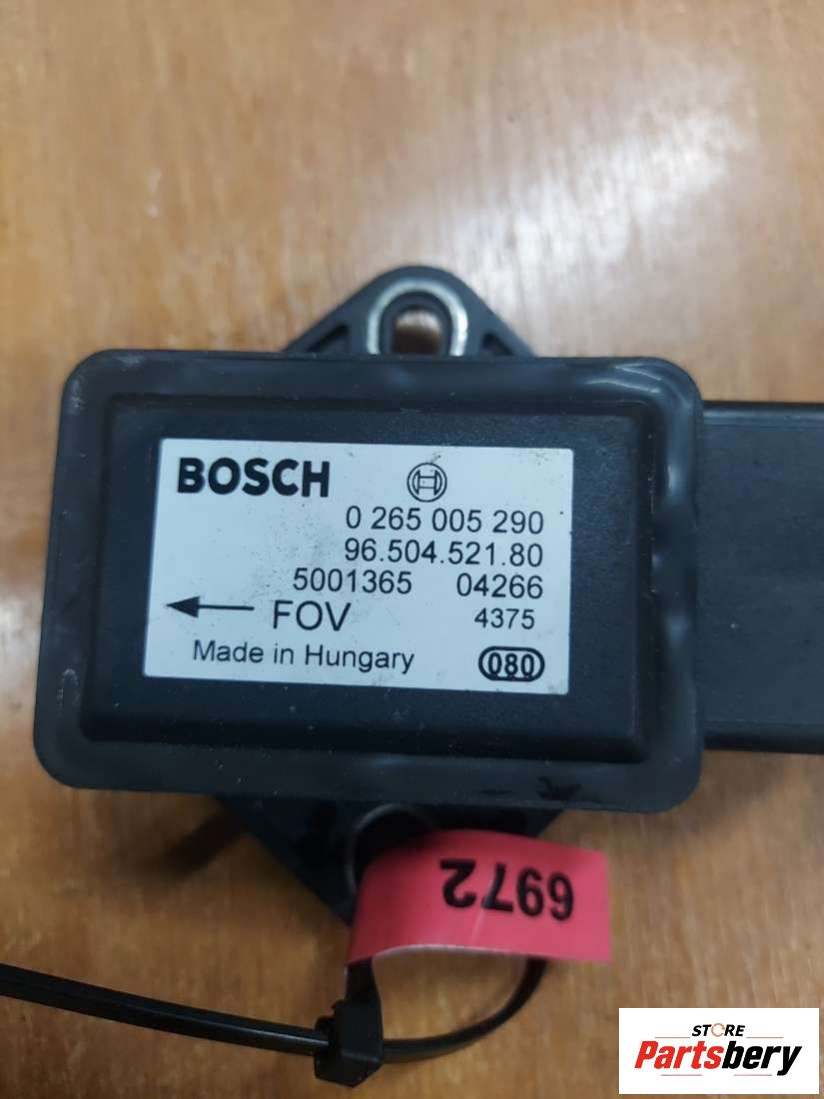 BOSCH
0 265 005 290
96.504.521.80
5001365 04266
FOV 4375
Made in Hungary 080
6972
STORE
Partsbery